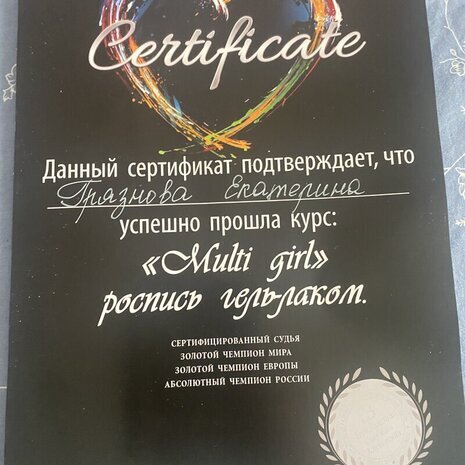 Certificate
Данный сертификат подтверждает, что
Грязнова Екатерина
успешно прошла курс:
«Multi girl»
роспись гель-лаком.
СЕРТИФИЦИРОВАННЫЙ СУДЬЯ
ЗОЛОТОЙ ЧЕМПИОН МИРА
ЗОЛОТОЙ ЧЕМПИОН ЕВРОПЫ
АБСОЛЮТНЫЙ ЧЕМПИОН РОССИИ